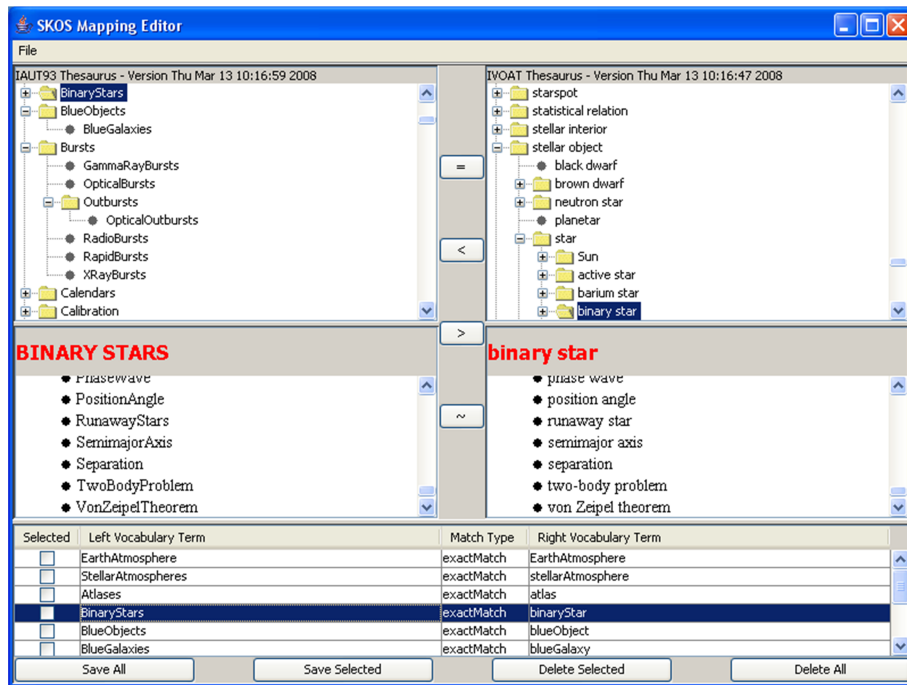 SKOS Mapping Editor
File
IAUT93 Thesaurus - Version Thu Mar 13 10:16:59 2008
BinaryStars
BlueObjects
BlueGalaxies
Bursts
GammaRayBursts
OpticalBursts
Outbursts
OpticalOutbursts
RadioBursts
RapidBursts
XRayBursts
Calendars
Calibration
=
<
>
~
IVOAT Thesaurus - Version Thu Mar 13 10:16:47 2008
starspot
statistical relation
stellar interior
stellar object
black dwarf
brown dwarf
neutron star
planetar
star
Sun
active star
barium star
binary star
BINARY STARS
PhaseWave
PositionAngle
RunawayStars
SemimajorAxis
Separation
TwoBodyProblem
VonZeipelTheorem
binary star
phase wave
position angle
runaway star
semimajor axis
separation
two-body problem
von Zeipel theorem
Selected Left Vocabulary Term Match Type Right Vocabulary Term
EarthAtmosphere exactMatch EarthAtmosphere
StellarAtmospheres exactMatch stellarAtmosphere
Atlases exactMatch atlas
BinaryStars exactMatch binaryStar
BlueObjects exactMatch blueObject
BlueGalaxies exactMatch blueGalaxy
Save All Save Selected Delete Selected Delete All